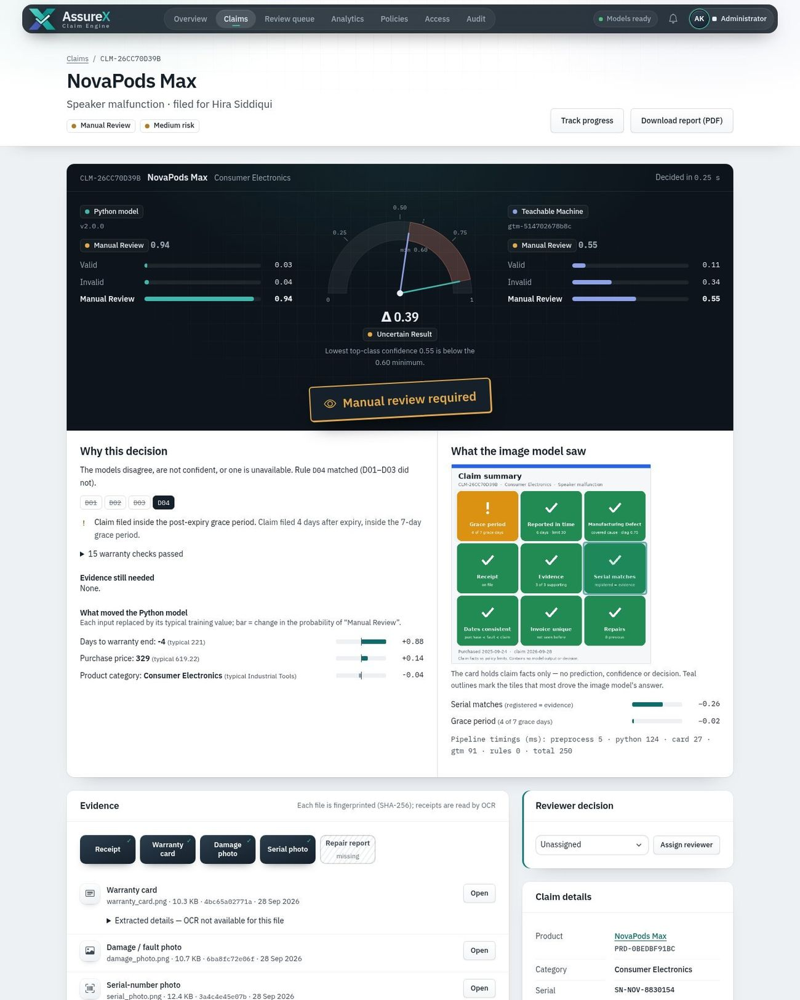 AssureX
Claim Engine
Overview
Claims
Review queue
Analytics
Policies
Access
Audit
Models ready
AK
Administrator
Claims / CLM-26CC70D39B
NovaPods Max
Speaker malfunction · filed for Hira Siddiqui
Manual Review
Medium risk
Track progress
Download report (PDF)
CLM-26CC70D39B NovaPods Max Consumer Electronics
Decided in 0.25 s
Python model
v2.0.0
Manual Review 0.94
Valid 0.03
Invalid 0.04
Manual Review 0.94
0.50
0.25
0.75
min 0.60
0
1
Δ 0.39
Uncertain Result
Lowest top-class confidence 0.55 is below the
0.60 minimum.
Manual review required
Teachable Machine
gtm-514702678b8c
Manual Review 0.55
Valid 0.11
Invalid 0.34
Manual Review 0.55
Why this decision
The models disagree, are not confident, or one is unavailable. Rule D04 matched (D01–D03 did
not).
D01 D02 D03 D04
! Claim filed inside the post-expiry grace period. Claim filed 4 days after expiry, inside the 7-day
grace period.
15 warranty checks passed
Evidence still needed
None.
What moved the Python model
Each input replaced by its typical training value; bar = change in the probability of “Manual Review”.
Days to warranty end: -4 (typical 221) +0.88
Purchase price: 329 (typical 619.22) +0.14
Product category: Consumer Electronics (typical Industrial Tools) -0.04
What the image model saw
Claim summary
CLM-26CC70D39B · Consumer Electronics · Speaker malfunction
!
Grace period
4 of 7 grace days
Reported in time
6 days · limit 30
Manufacturing Defect
covered cause · diag 0.75
Receipt
on file
Evidence
3 of 3 supporting
Serial matches
registered = evidence
Dates consistent
purchase < fault < claim
Invoice unique
not seen before
Repairs
0 previous
Purchased 2025-09-24 · claim 2026-09-28
Claim facts vs policy limits. Contains no model output or decision.
The card holds claim facts only — no prediction, confidence or decision. Teal
outlines mark the tiles that most drove the image model's answer.
Serial matches (registered = evidence) −0.26
Grace period (4 of 7 grace days) −0.02
Pipeline timings (ms): preprocess 5 · python 124 · card 27 ·
gtm 91 · rules 0 · total 250
Evidence
Each file is fingerprinted (SHA-256); receipts are read by OCR
Receipt
Warranty
card
Damage
photo
Serial photo
Repair report
missing
Warranty card
warranty_card.png · 10.3 KB · 4bc65a02771a · 28 Sep 2026
Open
Extracted details — OCR not available for this file
Damage / fault photo
damage_photo.png · 10.7 KB · 6ba8fc72e06f · 28 Sep 2026
Open
Serial-number photo
serial_photo.png · 12.4 KB · 3a4c4e45e07b · 28 Sep 2026
Open
Reviewer decision
Unassigned
Assign reviewer
Claim details
Product NovaPods Max
PRD-0BEDBF91BC
Category Consumer Electronics
Serial SN-NOV-8830154